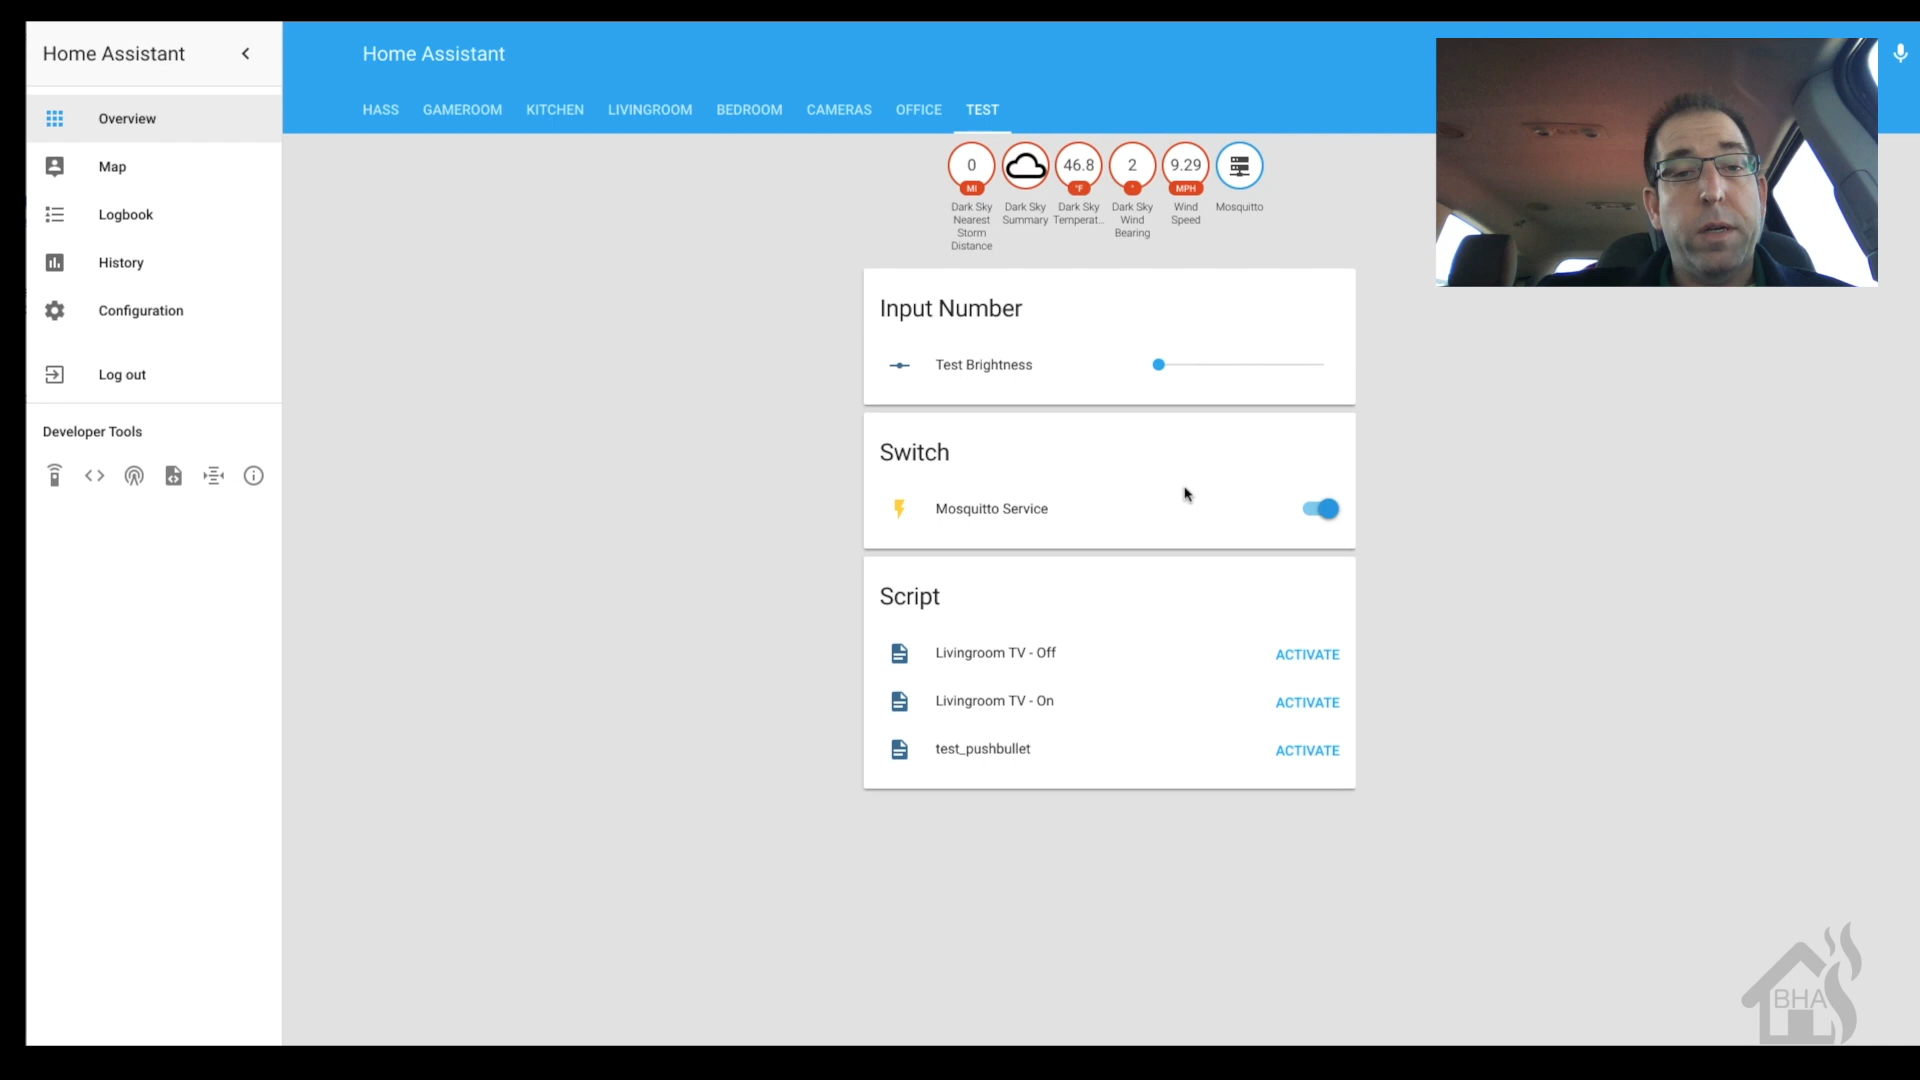 Home Assistant
Overview
Map
Logbook
History
Configuration
Log out
Developer Tools
Home Assistant
HASS GAMEROOM KITCHEN LIVINGROOM BEDROOM CAMERAS OFFICE TEST
0
MI
Dark Sky
Nearest
Storm
Distance
Dark Sky
Summary
46.8
°F
Dark Sky
Temperat...
2
°
Dark Sky
Wind
Bearing
9.29
MPH
Wind
Speed
Mosquitto
Input Number
Test Brightness
Switch
Mosquitto Service
Script
Livingroom TV - Off ACTIVATE
Livingroom TV - On ACTIVATE
test_pushbullet ACTIVATE
BHA